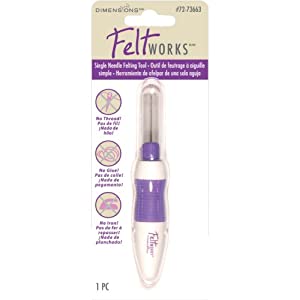 DIMENSIONS
#72-73663
Felt WORKS
Single Needle Felting Tool - Outil de feutrage à aiguille
simple - Herramienta de afelpar de una sola aguja
No Thread!
Pas de fil!
¡Nada de
hilo!
No Glue!
Pas de colle!
¡Nada de
pegamento!
No Iron!
Pas de fer à
repasser!
¡Nada de
planchado!
Felt works
1 PC